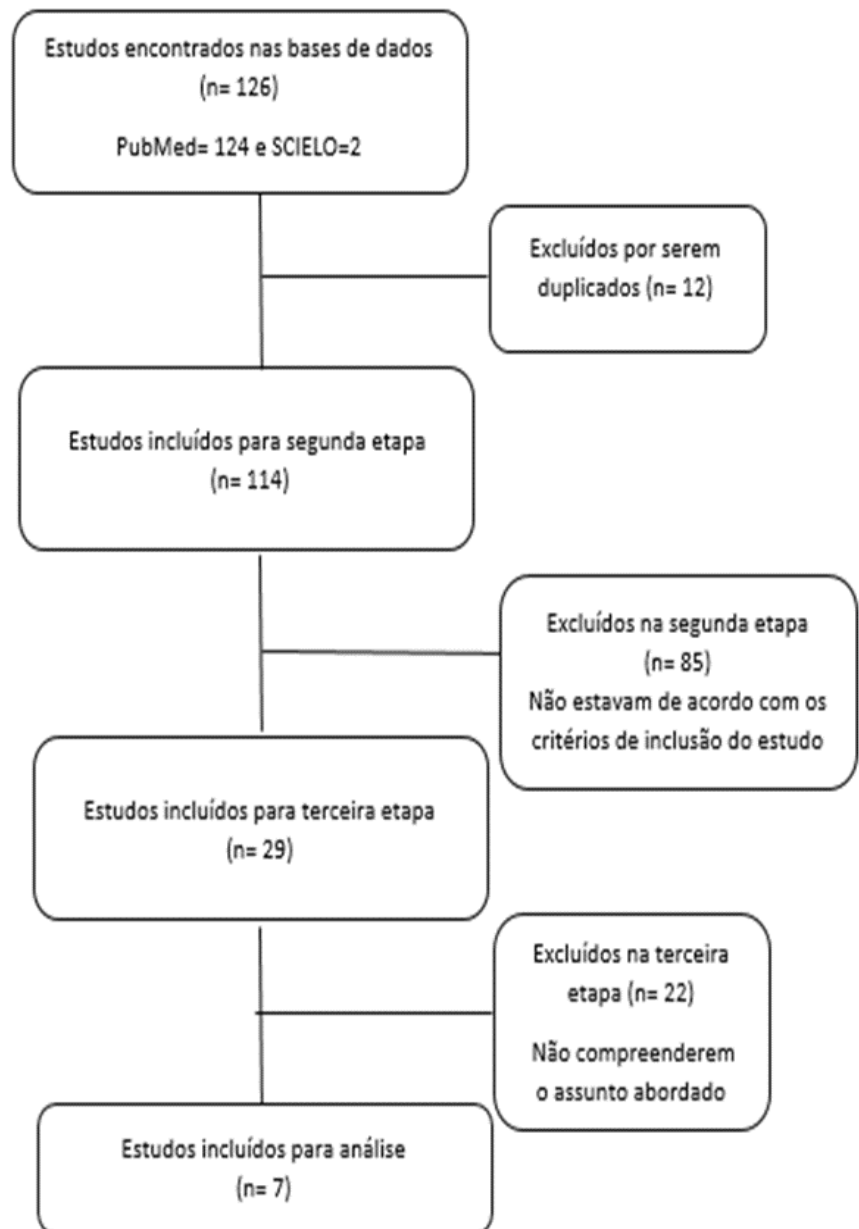 Estudos encontrados nas bases de dados
(n= 126)
PubMed= 124 e SCIELO=2
Excluídos por serem
duplicados (n= 12)
Estudos incluídos para segunda etapa
(n= 114)
Excluídos na segunda etapa
(n= 85)
Não estavam de acordo com os
critérios de inclusão do estudo
Estudos incluídos para terceira etapa
(n= 29)
Excluídos na terceira
etapa (n= 22)
Não compreenderem
o assunto abordado
Estudos incluídos para análise
(n= 7)